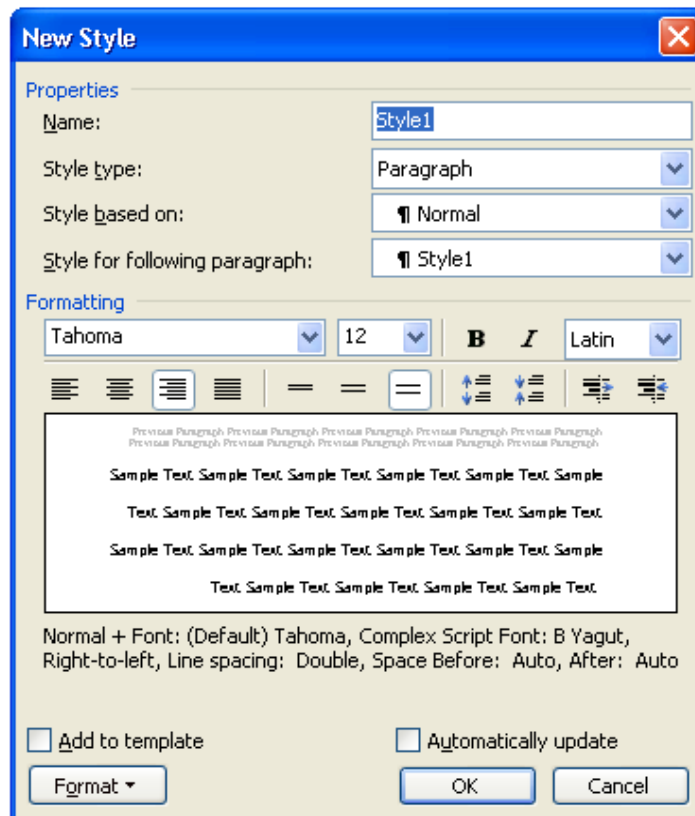 New Style
Properties
Name: Style1
Style type: Paragraph
Style based on: ¶ Normal
Style for following paragraph: ¶ Style1
Formatting
Tahoma 12 B I Latin
Previous Paragraph Previous Paragraph Previous Paragraph Previous Paragraph Previous Paragraph
Previous Paragraph Previous Paragraph Previous Paragraph Previous Paragraph Previous Paragraph
Sample Text Sample Text Sample Text Sample Text Sample Text Sample
Text Sample Text Sample Text Sample Text Sample Text Sample Text
Sample Text Sample Text Sample Text Sample Text Sample Text Sample
Text Sample Text Sample Text Sample Text Sample Text
Normal + Font: (Default) Tahoma, Complex Script Font: B Yagut,
Right-to-left, Line spacing: Double, Space Before: Auto, After: Auto
Add to template Automatically update
Format OK Cancel